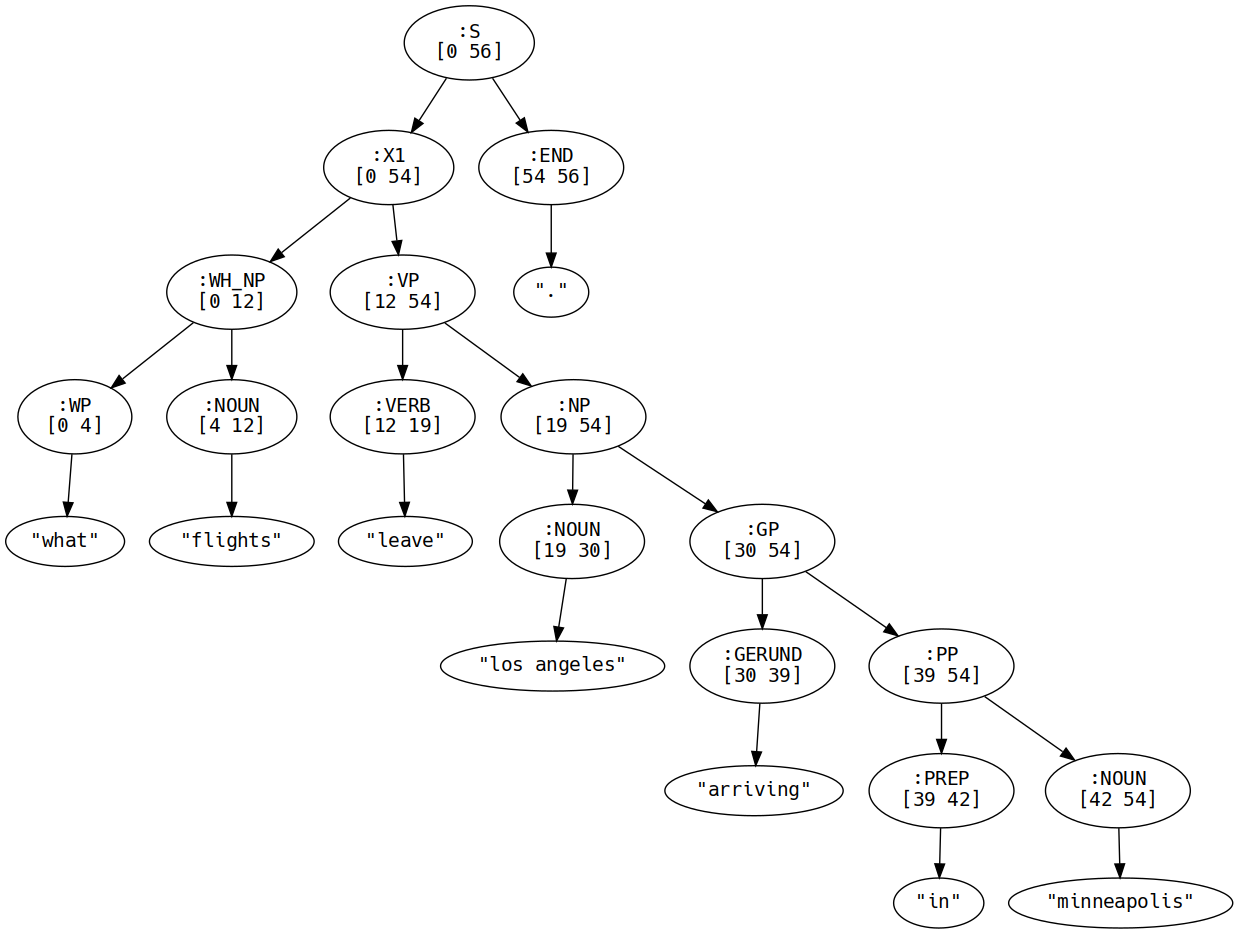 :S
[0 56]
:X1
[0 54]
:END
[54 56]
:WH_NP
[0 12]
:VP
[12 54]
"."
:WP
[0 4]
:NOUN
[4 12]
:VERB
[12 19]
:NP
[19 54]
"what"
"flights"
"leave"
:NOUN
[19 30]
:GP
[30 54]
"los angeles"
:GERUND
[30 39]
:PP
[39 54]
"arriving"
:PREP
[39 42]
:NOUN
[42 54]
"in"
"minneapolis"